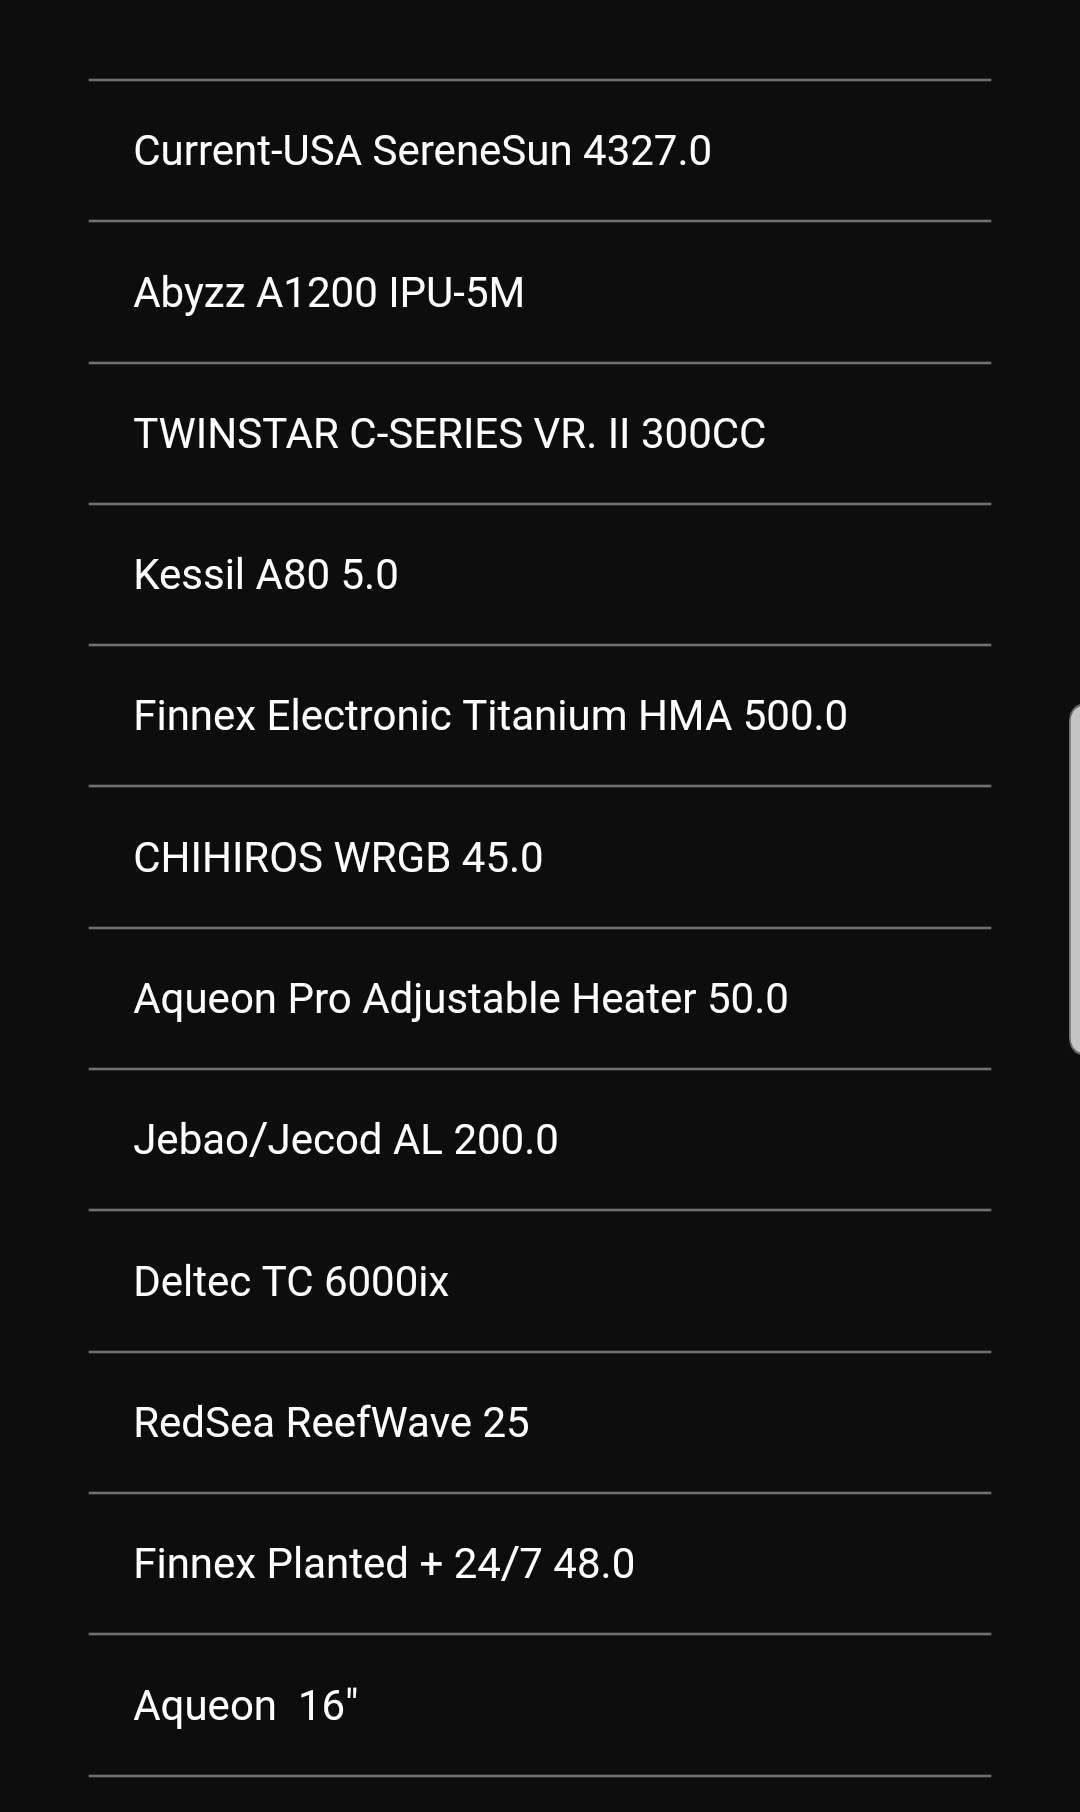 Current-USA SereneSun 4327.0
Abyzz A1200 IPU-5M
TWINSTAR C-SERIES VR. II 300CC
Kessil A80 5.0
Finnex Electronic Titanium HMA 500.0
CHIHIROS WRGB 45.0
Aqueon Pro Adjustable Heater 50.0
Jebao/Jecod AL 200.0
Deltec TC 6000ix
RedSea ReefWave 25
Finnex Planted + 24/7 48.0
Aqueon  16"